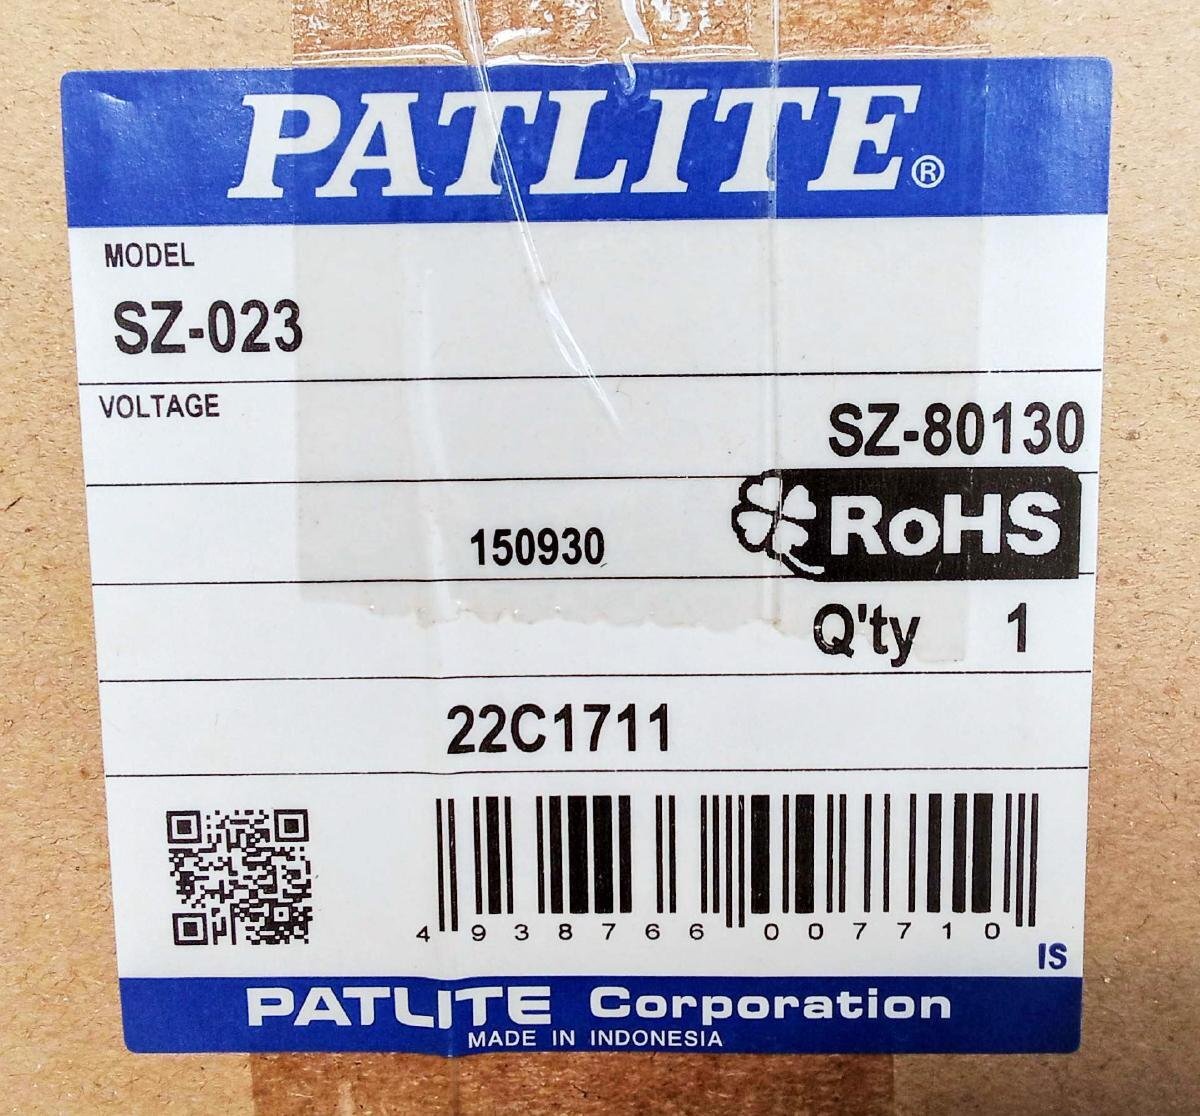 PATLITE®
MODEL
SZ-023
VOLTAGE
SZ-80130
150930
RoHS
Q'ty 1
22C1711
4 938766 007710
IS
PATLITE Corporation
MADE IN INDONESIA